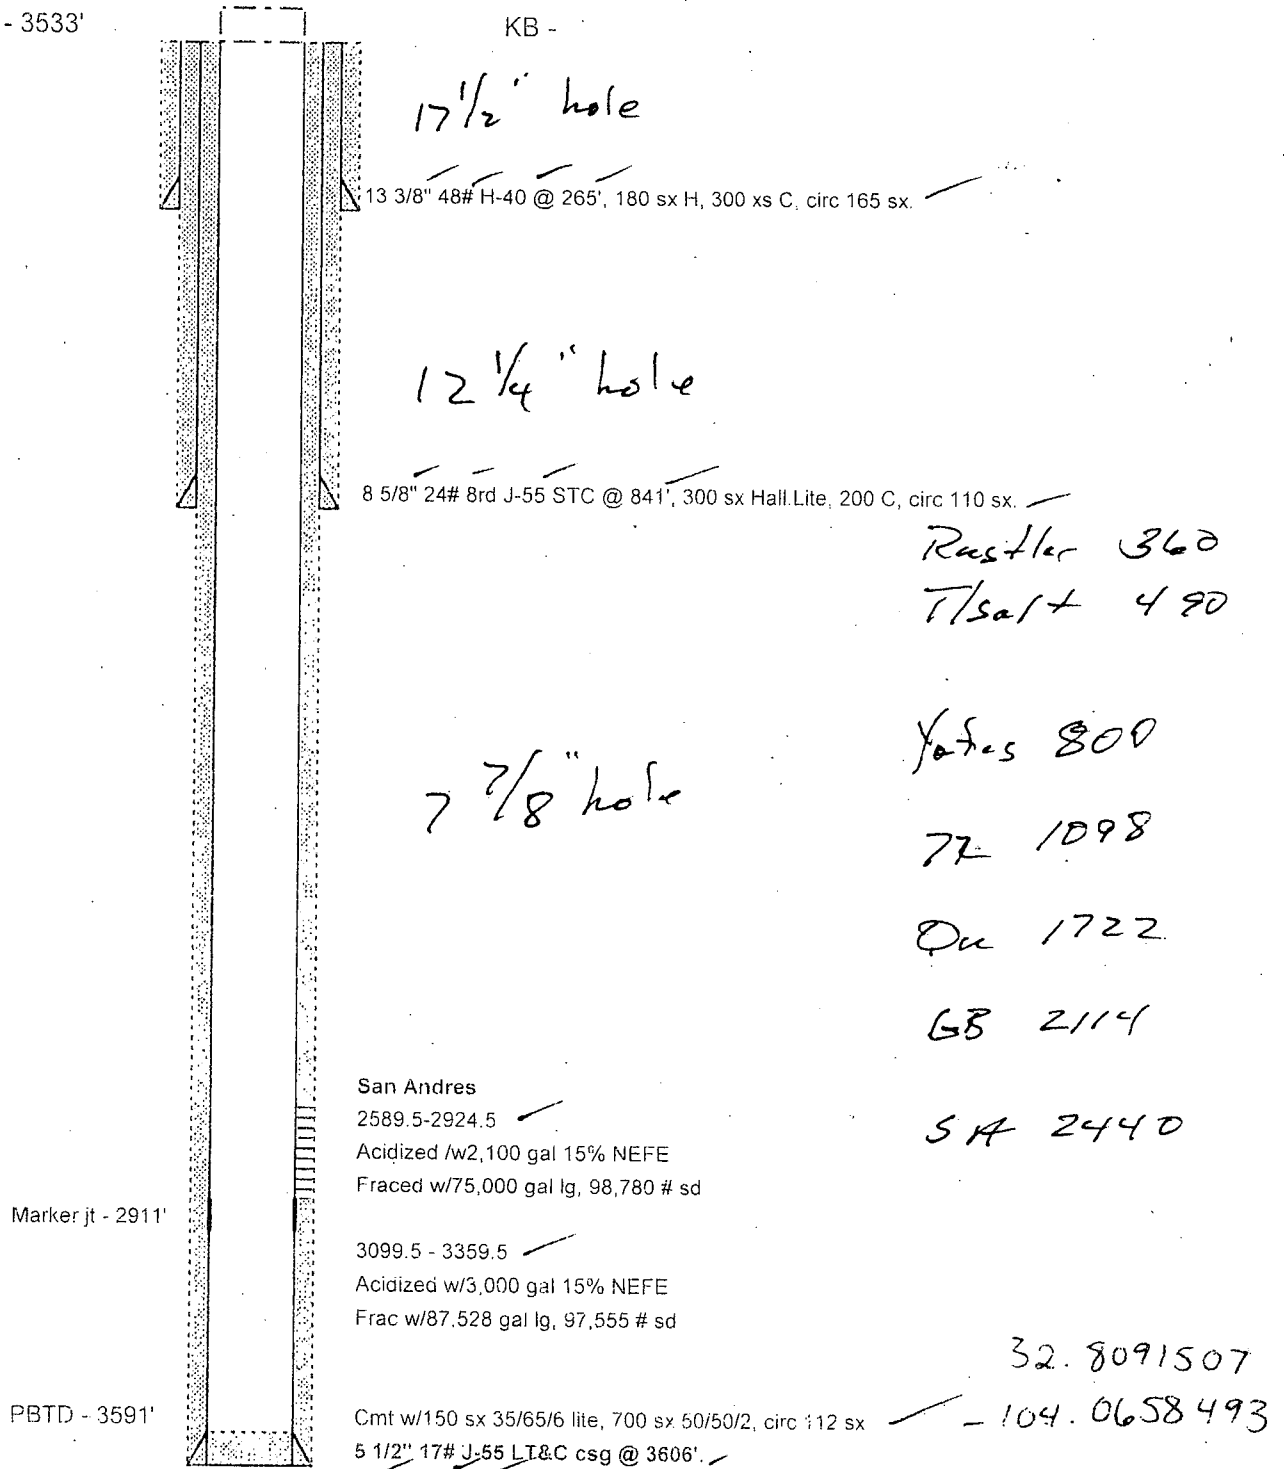 - 3533'
KB -
17 1/2" hole
13 3/8" 48# H-40 @ 265', 180 sx H, 300 xs C, circ 165 sx.
12 1/4" hole
8 5/8" 24# 8rd J-55 STC @ 841', 300 sx Hall.Lite, 200 C, circ 110 sx.
Rustler 360
T/salt 490
Yates 800
7 7/8" hole
7R 1098
Qu 1722
GB 2114
San Andres
2589.5-2924.5
SA 2440
Acidized /w2,100 gal 15% NEFE
Fraced w/75,000 gal lg, 98,780 # sd
Marker jt - 2911'
3099.5 - 3359.5
Acidized w/3,000 gal 15% NEFE
Frac w/87.528 gal lg, 97,555 # sd
32.8091507
PBTD - 3591'
Cmt w/150 sx 35/65/6 lite, 700 sx 50/50/2, circ 112 sx
-104.0658493
5 1/2" 17# J-55 LT&C csg @ 3606'.